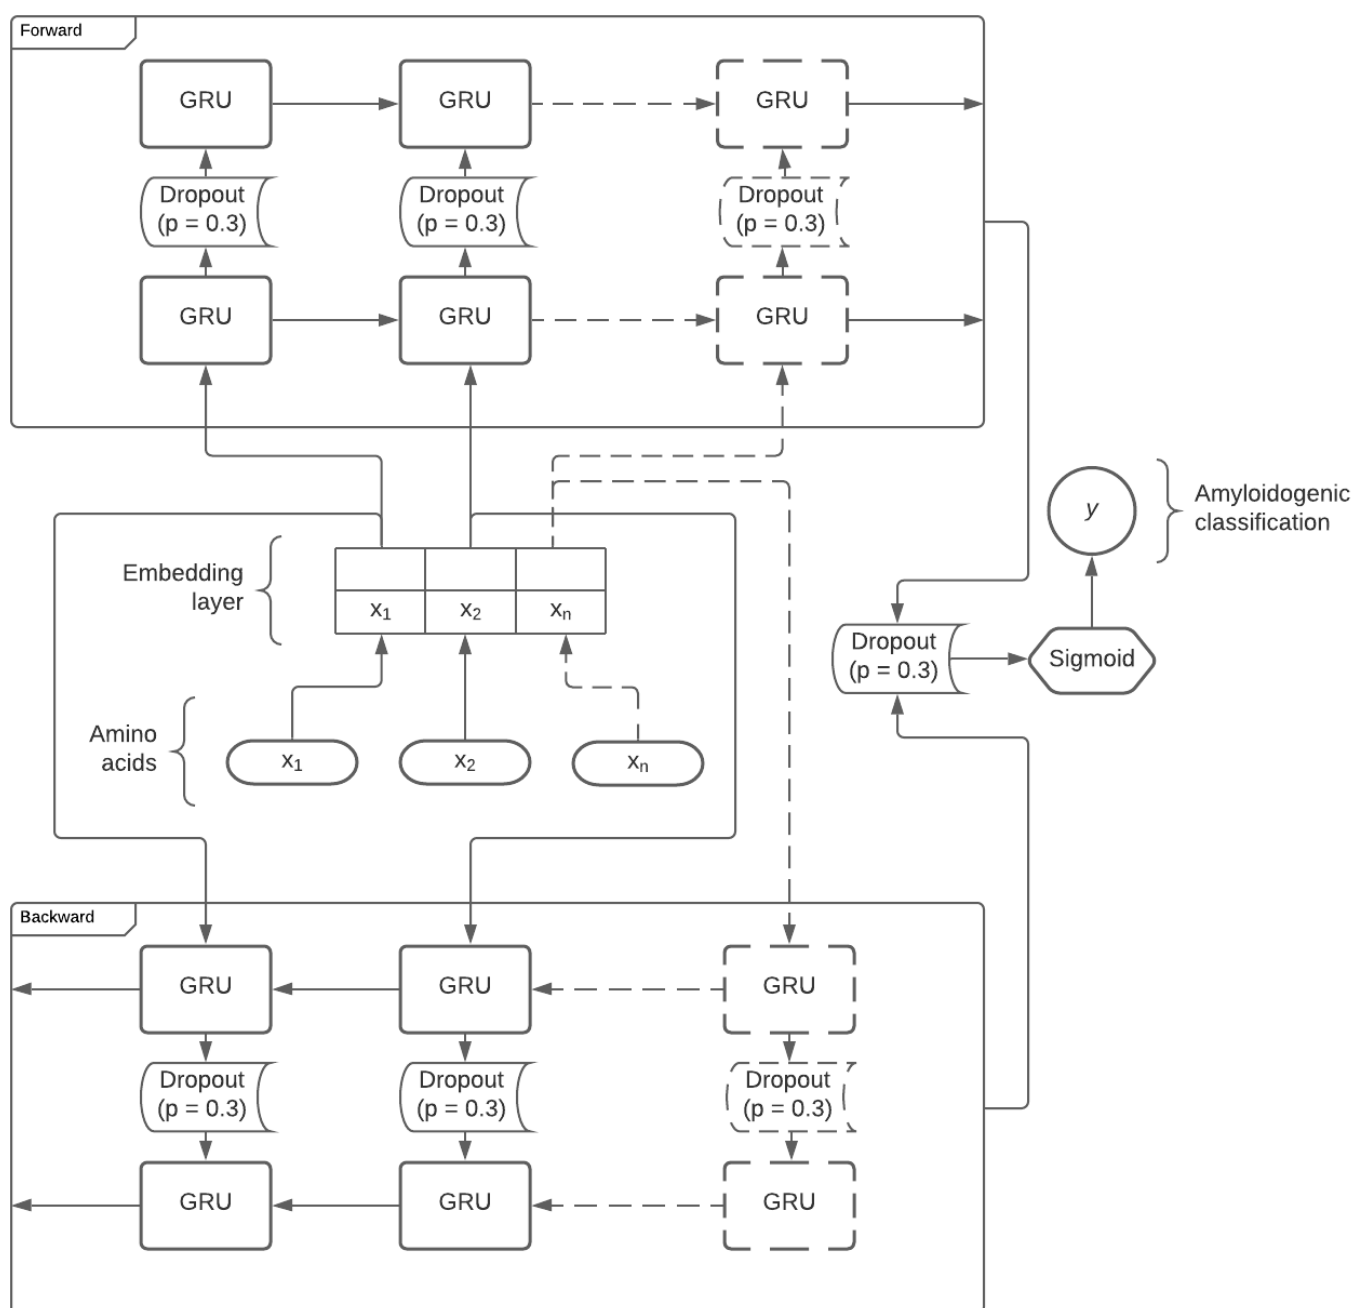 Forward
GRU
GRU
GRU
Dropout
(p = 0.3)
Dropout
(p = 0.3)
Dropout
(p = 0.3)
GRU
GRU
GRU
Embedding
layer
x1
x2
xn
Amino
acids
x1
x2
xn
Dropout
(p = 0.3)
Sigmoid
y
Amyloidogenic
classification
Backward
GRU
GRU
GRU
Dropout
(p = 0.3)
Dropout
(p = 0.3)
Dropout
(p = 0.3)
GRU
GRU
GRU